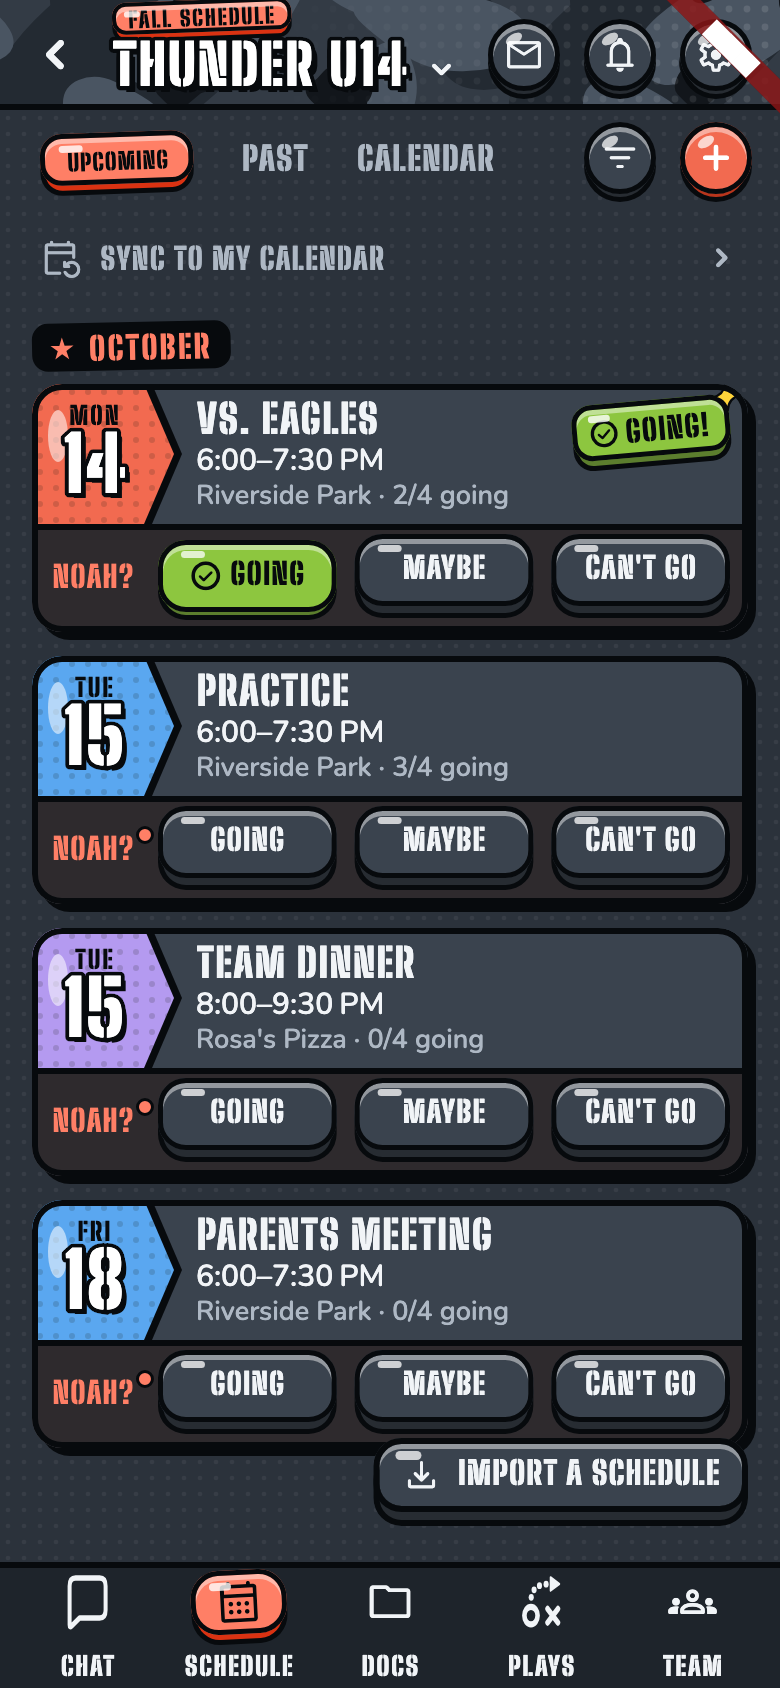 FALL SCHEDULE
THUNDER U14
UPCOMING
PAST
CALENDAR
SYNC TO MY CALENDAR
★ OCTOBER
MON
14
VS. EAGLES
6:00–7:30 PM
Riverside Park · 2/4 going
GOING!
NOAH?
GOING
MAYBE
CAN'T GO
TUE
15
PRACTICE
6:00–7:30 PM
Riverside Park · 3/4 going
NOAH?
GOING
MAYBE
CAN'T GO
TUE
15
TEAM DINNER
8:00–9:30 PM
Rosa's Pizza · 0/4 going
NOAH?
GOING
MAYBE
CAN'T GO
FRI
18
PARENTS MEETING
6:00–7:30 PM
Riverside Park · 0/4 going
NOAH?
GOING
MAYBE
CAN'T GO
IMPORT A SCHEDULE
CHAT
SCHEDULE
DOCS
PLAYS
TEAM